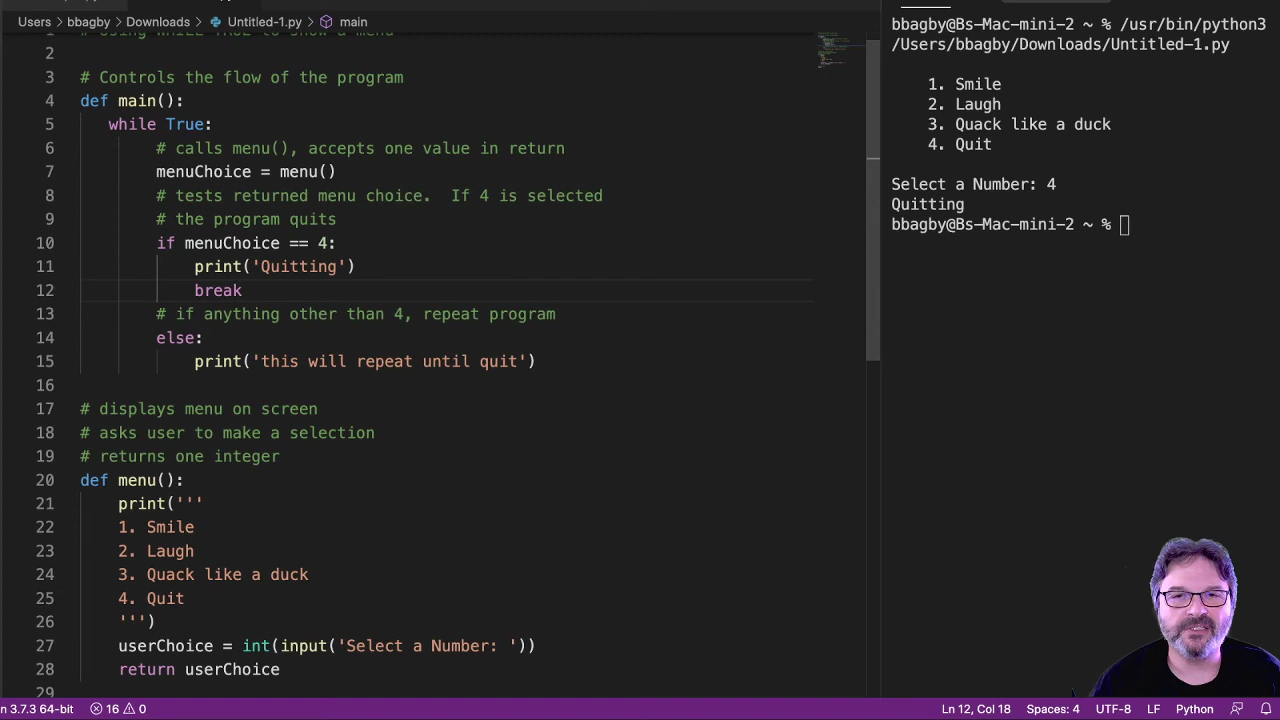 Users > bbagby > Downloads > Untitled-1.py > main
1 # Using WHILE TRUE to show a menu
2
3 # Controls the flow of the program
4 def main():
5 while True:
6 # calls menu(), accepts one value in return
7 menuChoice = menu()
8 # tests returned menu choice.  If 4 is selected
9 # the program quits
10 if menuChoice == 4:
11 print('Quitting')
12 break
13 # if anything other than 4, repeat program
14 else:
15 print('this will repeat until quit')
16
17 # displays menu on screen
18 # asks user to make a selection
19 # returns one integer
20 def menu():
21 print('''
22 1. Smile
23 2. Laugh
24 3. Quack like a duck
25 4. Quit
26 ''')
27 userChoice = int(input('Select a Number: '))
28 return userChoice
29
bbagby@Bs-Mac-mini-2 ~ % /usr/bin/python3
/Users/bbagby/Downloads/Untitled-1.py
1. Smile
2. Laugh
3. Quack like a duck
4. Quit
Select a Number: 4
Quitting
bbagby@Bs-Mac-mini-2 ~ %
n 3.7.3 64-bit 16 0 Ln 12, Col 18 Spaces: 4 UTF-8 LF Python